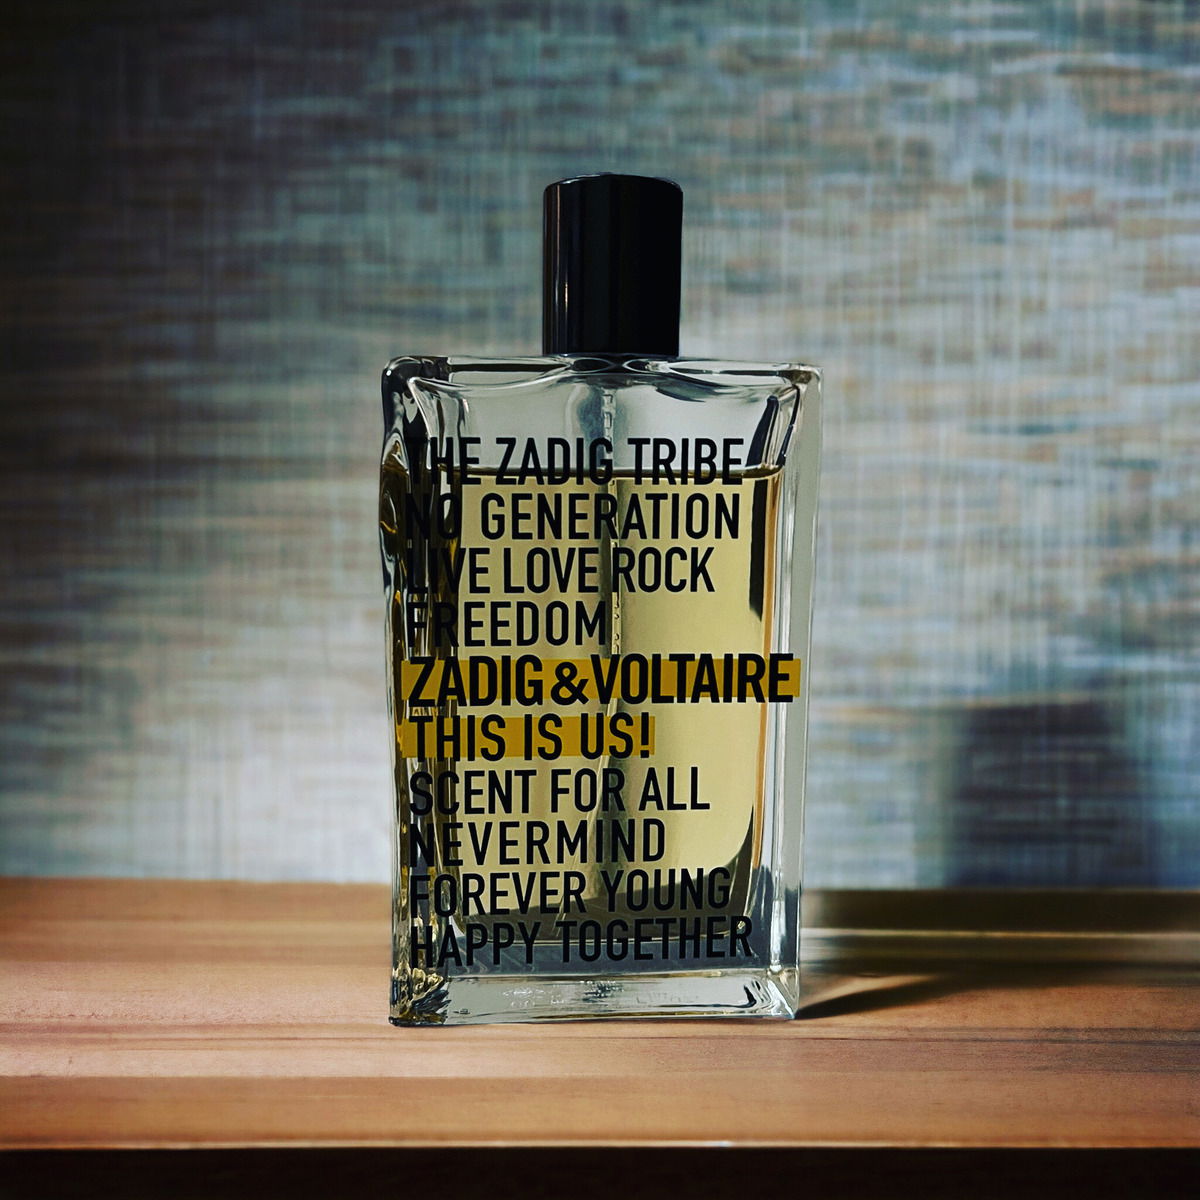 THE ZADIG TRIBE
NO GENERATION
LIVE LOVE ROCK
FREEDOM
ZADIG&VOLTAIRE
THIS IS US!
SCENT FOR ALL
NEVERMIND
FOREVER YOUNG
HAPPY TOGETHER